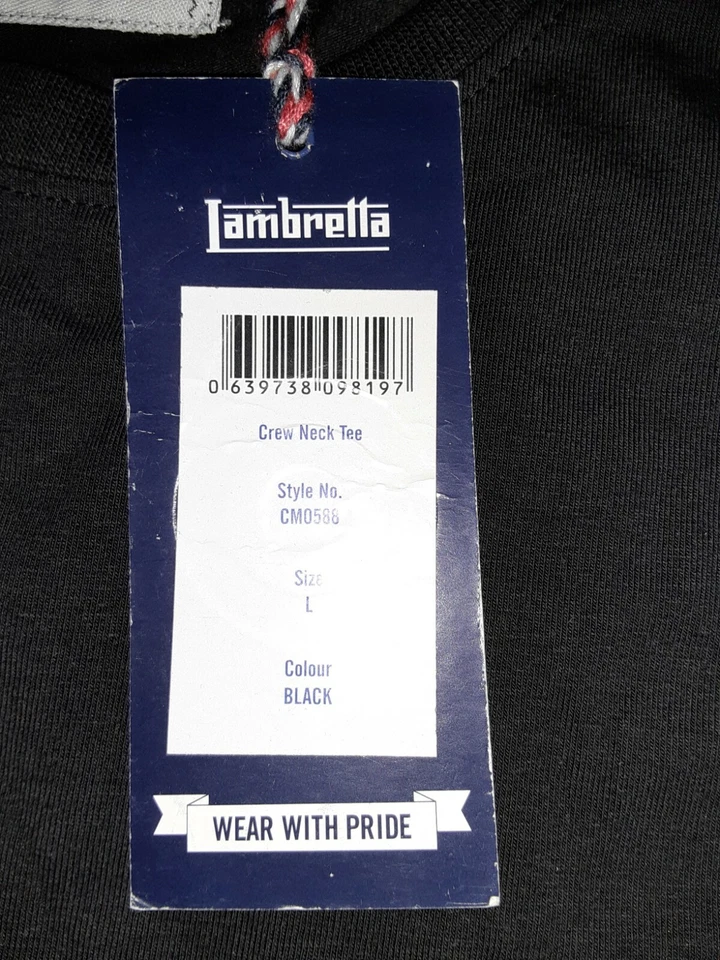 Lambretta
0 639738 098197
Crew Neck Tee
Style No.
CM0588
Size
L
Colour
BLACK
WEAR WITH PRIDE